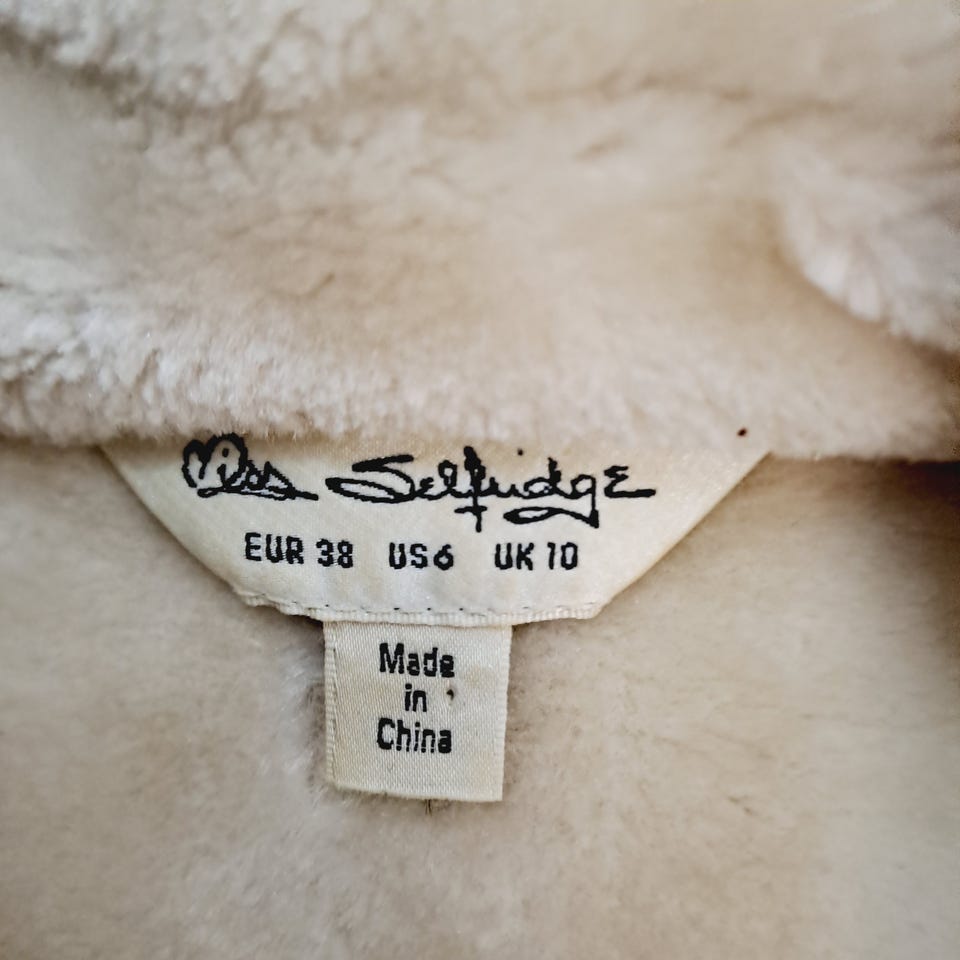 Miss Selfridge
EUR 38 US6 UK 10
Made
in
China